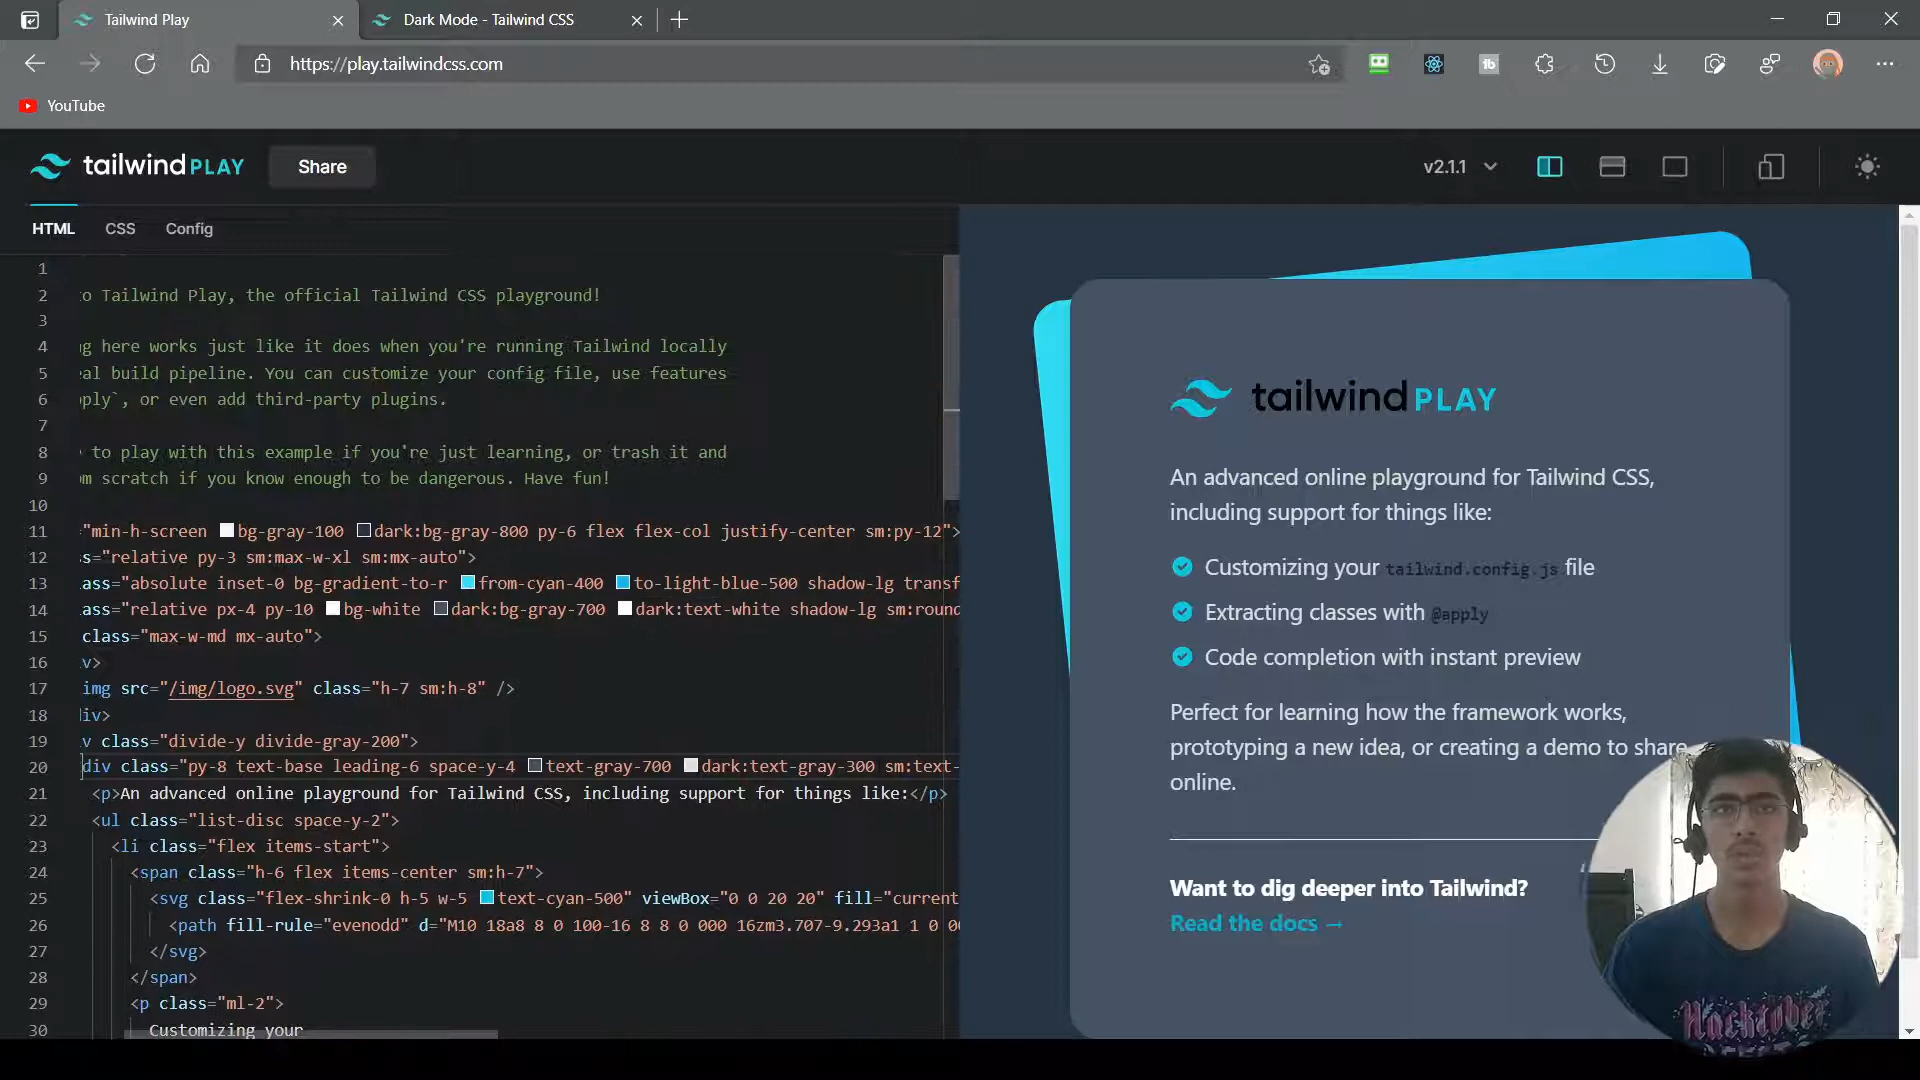 Tailwind Play
Dark Mode - Tailwind CSS
https://play.tailwindcss.com
YouTube
tailwind PLAY
Share
v2.1.1
HTML CSS Config
1
2 to Tailwind Play, the official Tailwind CSS playground!
3
4 ng here works just like it does when you're running Tailwind locally
5 eal build pipeline. You can customize your config file, use features
6 pply`, or even add third-party plugins.
7
8 to play with this example if you're just learning, or trash it and
9 om scratch if you know enough to be dangerous. Have fun!
10
11 ="min-h-screen bg-gray-100 dark:bg-gray-800 py-6 flex flex-col justify-center sm:py-12">
12 s="relative py-3 sm:max-w-xl sm:mx-auto">
13 ass="absolute inset-0 bg-gradient-to-r from-cyan-400 to-light-blue-500 shadow-lg transf
14 ass="relative px-4 py-10 bg-white dark:bg-gray-700 dark:text-white shadow-lg sm:roun
15 class="max-w-md mx-auto">
16 v>
17 img src="/img/logo.svg" class="h-7 sm:h-8" />
18 div>
19 v class="divide-y divide-gray-200">
20 div class="py-8 text-base leading-6 space-y-4 text-gray-700 dark:text-gray-300 sm:text-
21 <p>An advanced online playground for Tailwind CSS, including support for things like:</p>
22 <ul class="list-disc space-y-2">
23 <li class="flex items-start">
24 <span class="h-6 flex items-center sm:h-7">
25 <svg class="flex-shrink-0 h-5 w-5 text-cyan-500" viewBox="0 0 20 20" fill="current
26 <path fill-rule="evenodd" d="M10 18a8 8 0 100-16 8 8 0 000 16zm3.707-9.293a1 1 0 00
27 </svg>
28 </span>
29 <p class="ml-2">
30 Customizing your
tailwind PLAY
An advanced online playground for Tailwind CSS,
including support for things like:
Customizing your tailwind.config.js file
Extracting classes with @apply
Code completion with instant preview
Perfect for learning how the framework works,
prototyping a new idea, or creating a demo to share
online.
Want to dig deeper into Tailwind?
Read the docs →
Hacktober